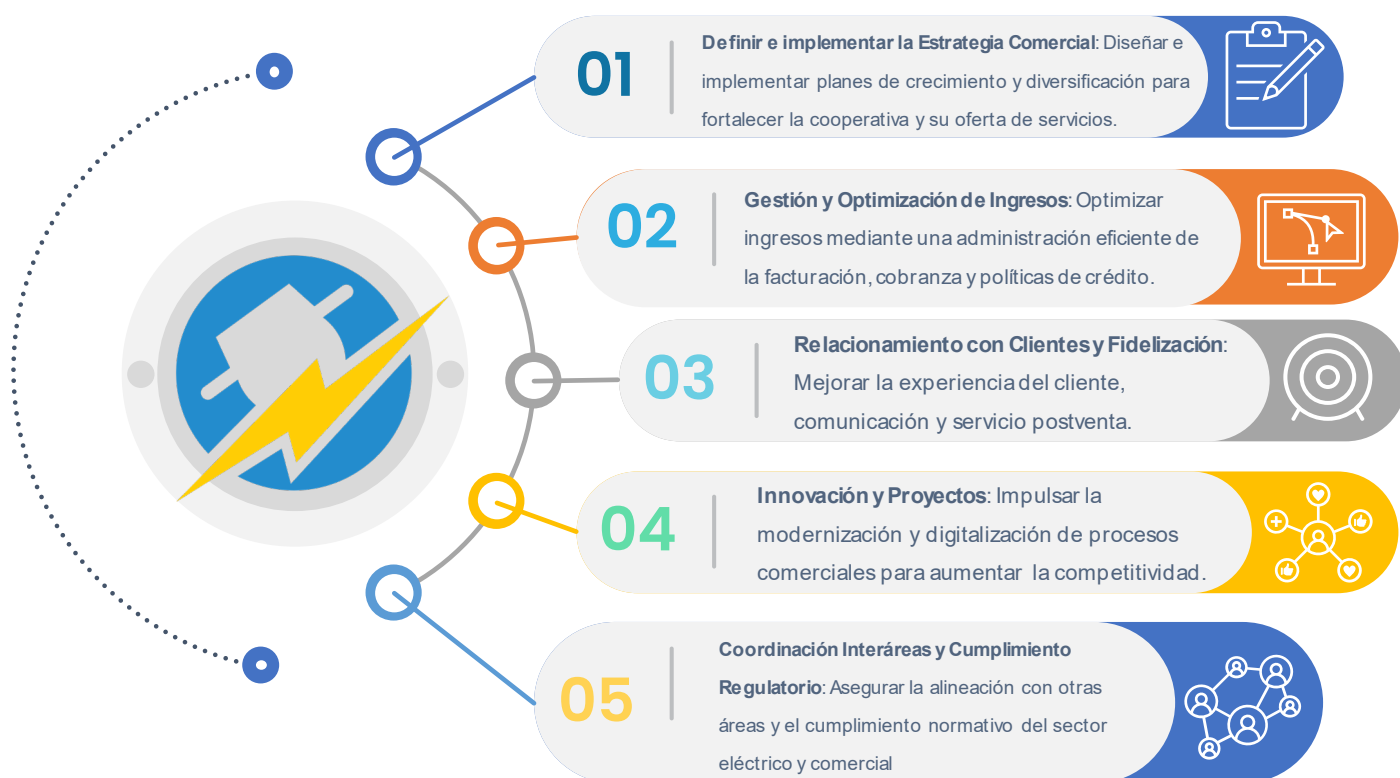 01
Definir e implementar la Estrategia Comercial: Diseñar e
implementar planes de crecimiento y diversificación para
fortalecer la cooperativa y su oferta de servicios.
02
Gestión y Optimización de Ingresos: Optimizar
ingresos mediante una administración eficiente de
la facturación, cobranza y políticas de crédito.
03
Relacionamiento con Clientes y Fidelización:
Mejorar la experiencia del cliente,
comunicación y servicio postventa.
04
Innovación y Proyectos: Impulsar la
modernización y digitalización de procesos
comerciales para aumentar la competitividad.
05
Coordinación Interáreas y Cumplimiento
Regulatorio: Asegurar la alineación con otras
áreas y el cumplimiento normativo del sector
eléctrico y comercial